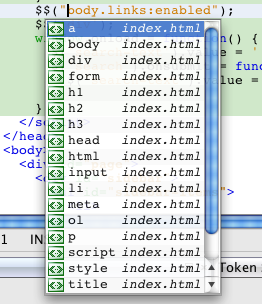 $$("body.links:enabled");
a index.html
body index.html
div index.html
form index.html
h1 index.html
h2 index.html
h3 index.html
head index.html
html index.html
input index.html
li index.html
meta index.html
ol index.html
p index.html
script index.html
style index.html
title index.html
$
w n() {
e = '
= func
alue =
}
</s
</hea
<body
<di
<
">
1 IN
Token